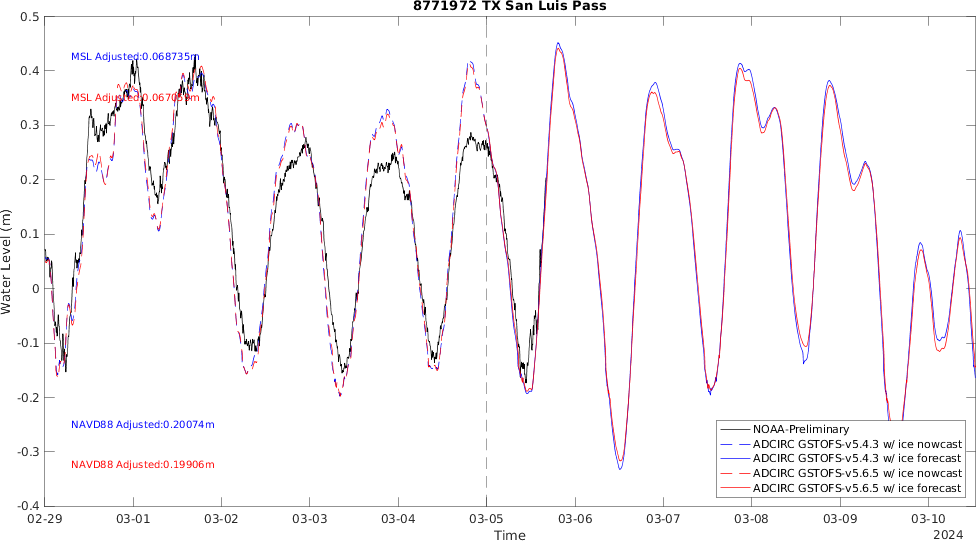 8771972 TX San Luis Pass
Water Level (m)
0.5
0.4
0.3
0.2
0.1
0
-0.1
-0.2
-0.3
-0.4
MSL Adjusted:0.068735m
MSL Adjusted:
NAVD88 Adjusted:0.20074m
NAVD88 Adjusted:0.19906m
NOAA-Preliminary
ADCIRC GSTOFS-v5.4.3 w/ ice nowcast
ADCIRC GSTOFS-v5.4.3 w/ ice forecast
ADCIRC GSTOFS-v5.6.5 w/ ice nowcast
ADCIRC GSTOFS-v5.6.5 w/ ice forecast
02-29 03-01 03-02 03-03 03-04 03-05 03-06 03-07 03-08 03-09 03-10
Time
2024